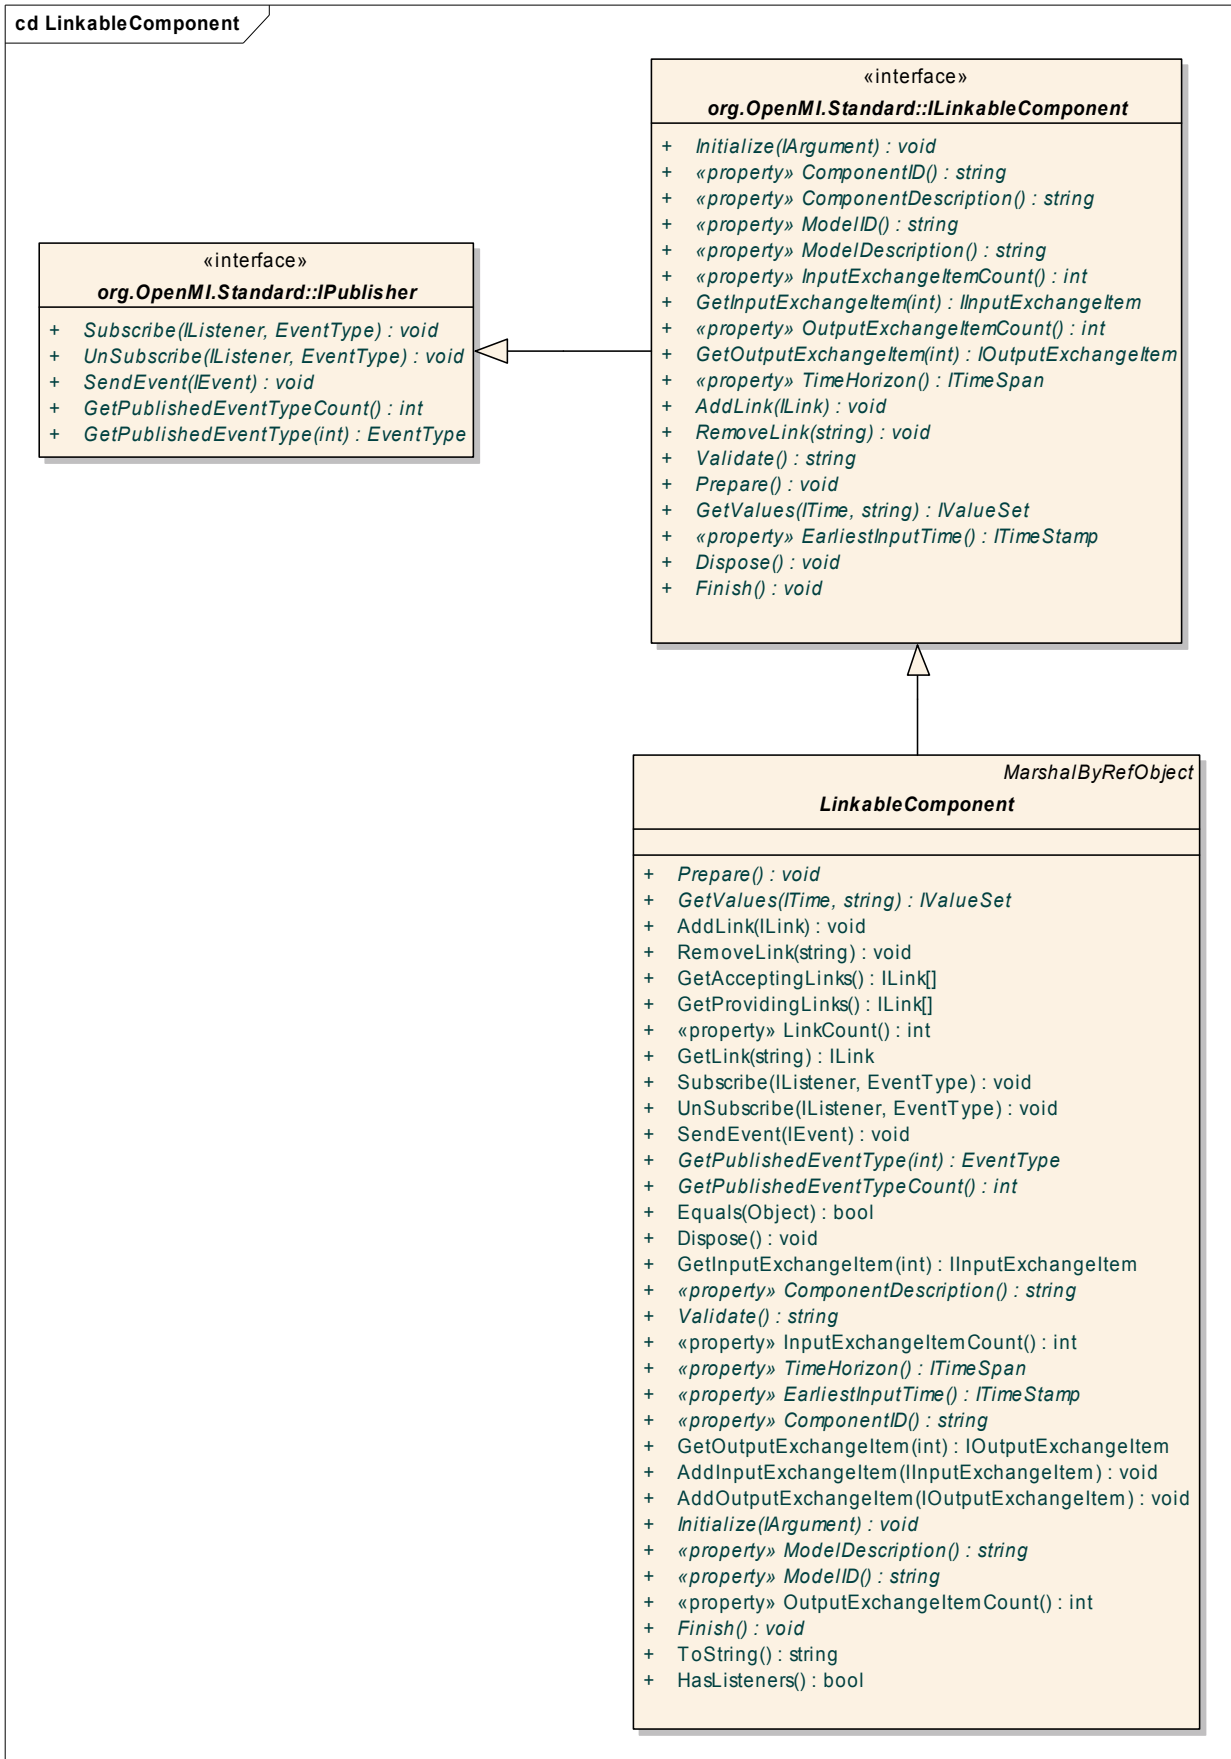 cd LinkableComponent
«interface»
org.OpenMI.Standard::ILinkableComponent
+ Initialize(IArgument) : void
+ «property» ComponentID() : string
+ «property» ComponentDescription() : string
+ «property» ModelID() : string
+ «property» ModelDescription() : string
+ «property» InputExchangeItemCount() : int
+ GetInputExchangeItem(int) : IInputExchangeItem
+ «property» OutputExchangeItemCount() : int
+ GetOutputExchangeItem(int) : IOutputExchangeItem
+ «property» TimeHorizon() : ITimeSpan
+ AddLink(ILink) : void
+ RemoveLink(string) : void
+ Validate() : string
+ Prepare() : void
+ GetValues(ITime, string) : IValueSet
+ «property» EarliestInputTime() : ITimeStamp
+ Dispose() : void
+ Finish() : void
«interface»
org.OpenMI.Standard::IPublisher
+ Subscribe(IListener, EventType) : void
+ UnSubscribe(IListener, EventType) : void
+ SendEvent(IEvent) : void
+ GetPublishedEventTypeCount() : int
+ GetPublishedEventType(int) : EventType
MarshalByRefObject
LinkableComponent
+ Prepare() : void
+ GetValues(ITime, string) : IValueSet
+ AddLink(ILink) : void
+ RemoveLink(string) : void
+ GetAcceptingLinks() : ILink[]
+ GetProvidingLinks() : ILink[]
+ «property» LinkCount() : int
+ GetLink(string) : ILink
+ Subscribe(IListener, EventType) : void
+ UnSubscribe(IListener, EventType) : void
+ SendEvent(IEvent) : void
+ GetPublishedEventType(int) : EventType
+ GetPublishedEventTypeCount() : int
+ Equals(Object) : bool
+ Dispose() : void
+ GetInputExchangeItem(int) : IInputExchangeItem
+ «property» ComponentDescription() : string
+ Validate() : string
+ «property» InputExchangeItemCount() : int
+ «property» TimeHorizon() : ITimeSpan
+ «property» EarliestInputTime() : ITimeStamp
+ «property» ComponentID() : string
+ GetOutputExchangeItem(int) : IOutputExchangeItem
+ AddInputExchangeItem(IInputExchangeItem) : void
+ AddOutputExchangeItem(IOutputExchangeItem) : void
+ Initialize(IArgument) : void
+ «property» ModelDescription() : string
+ «property» ModelID() : string
+ «property» OutputExchangeItemCount() : int
+ Finish() : void
+ ToString() : string
+ HasListeners() : bool